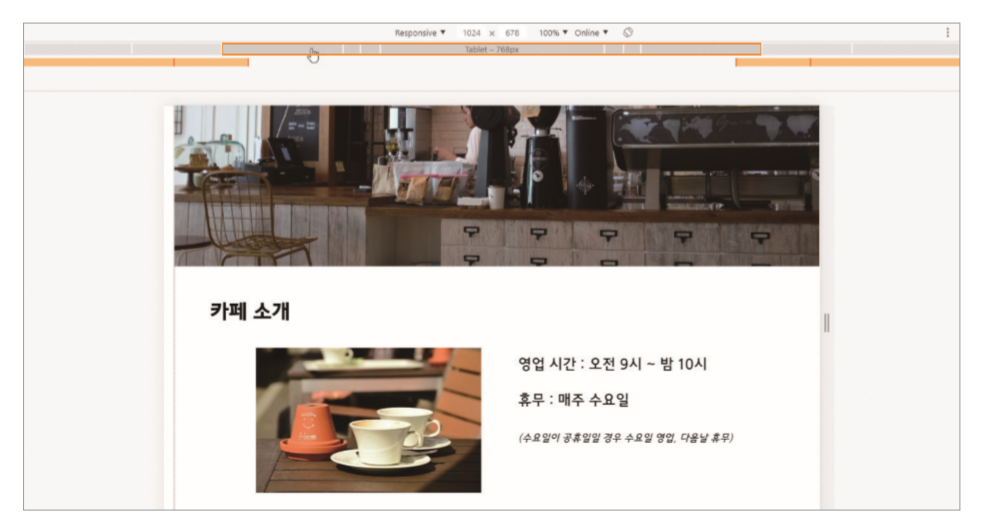 Responsive ▼ 1024 x 678 100% ▼ Online ▼
Tablet – 768px
카페 소개
영업 시간 : 오전 9시 ~ 밤 10시
휴무 : 매주 수요일
(수요일이 공휴일일 경우 수요일 영업, 다음날 휴무)